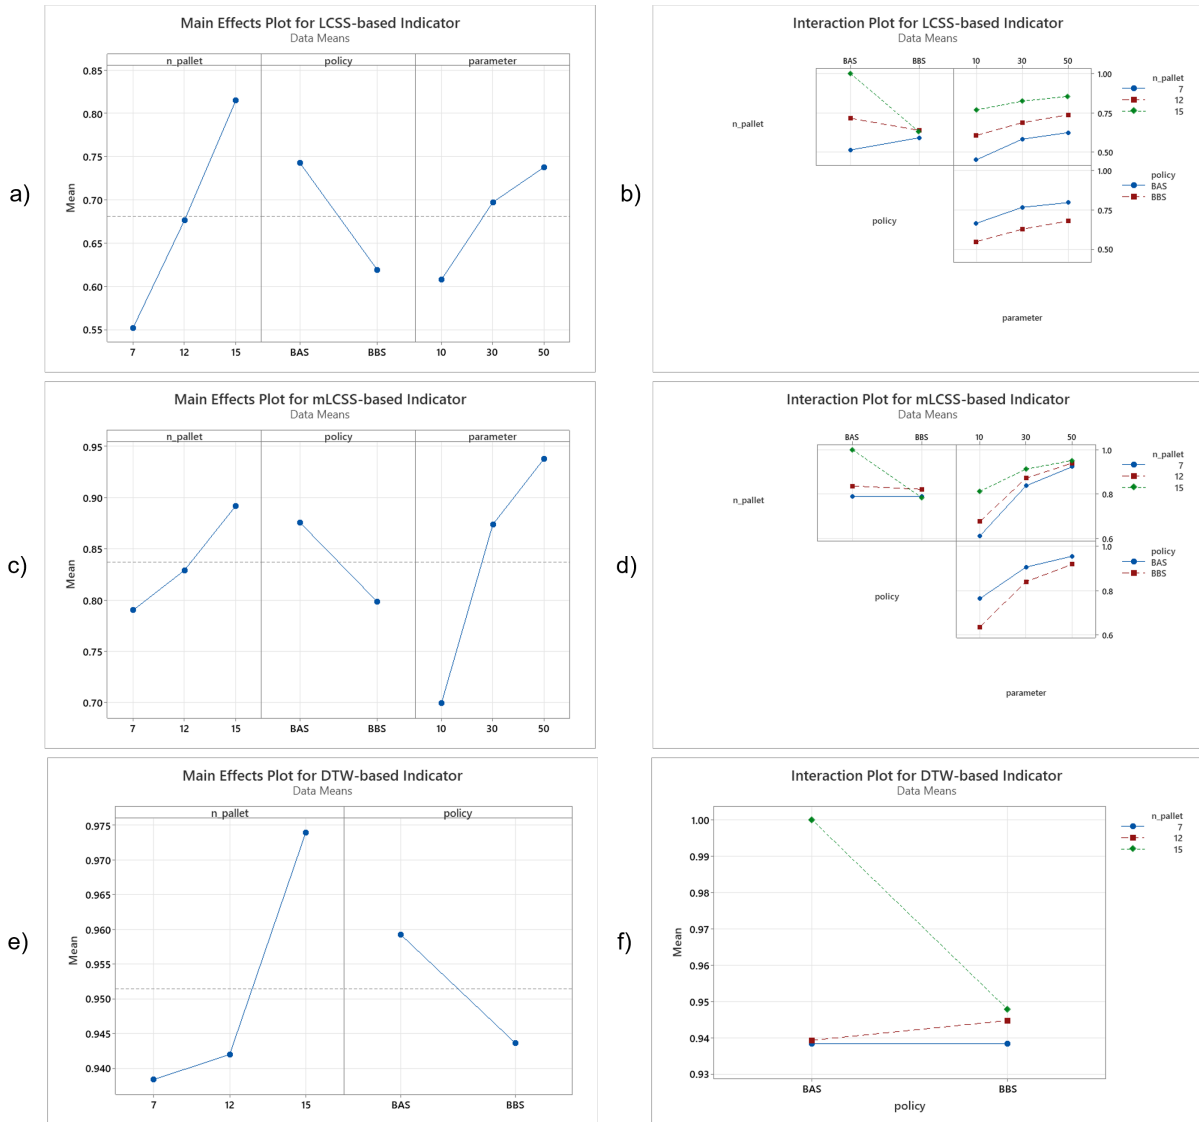 a)
Main Effects Plot for LCSS-based Indicator
Data Means
n_pallet policy parameter
Mean
0.85
0.80
0.75
0.70
0.65
0.60
0.55
7 12 15 BAS BBS 10 30 50
b)
Interaction Plot for LCSS-based Indicator
Data Means
BAS BBS 10 30 50
n_pallet
1.00
0.75
0.50
n_pallet
7
12
15
policy
1.00
0.75
0.50
policy
BAS
BBS
parameter
c)
Main Effects Plot for mLCSS-based Indicator
Data Means
n_pallet policy parameter
Mean
0.95
0.90
0.85
0.80
0.75
0.70
7 12 15 BAS BBS 10 30 50
d)
Interaction Plot for mLCSS-based Indicator
Data Means
BAS BBS 10 30 50
n_pallet
1.0
0.8
0.6
n_pallet
7
12
15
policy
1.0
0.8
0.6
policy
BAS
BBS
parameter
e)
Main Effects Plot for DTW-based Indicator
Data Means
n_pallet policy
Mean
0.975
0.970
0.965
0.960
0.955
0.950
0.945
0.940
7 12 15 BAS BBS
f)
Interaction Plot for DTW-based Indicator
Data Means
Mean
1.00
0.99
0.98
0.97
0.96
0.95
0.94
0.93
BAS BBS
policy
n_pallet
7
12
15